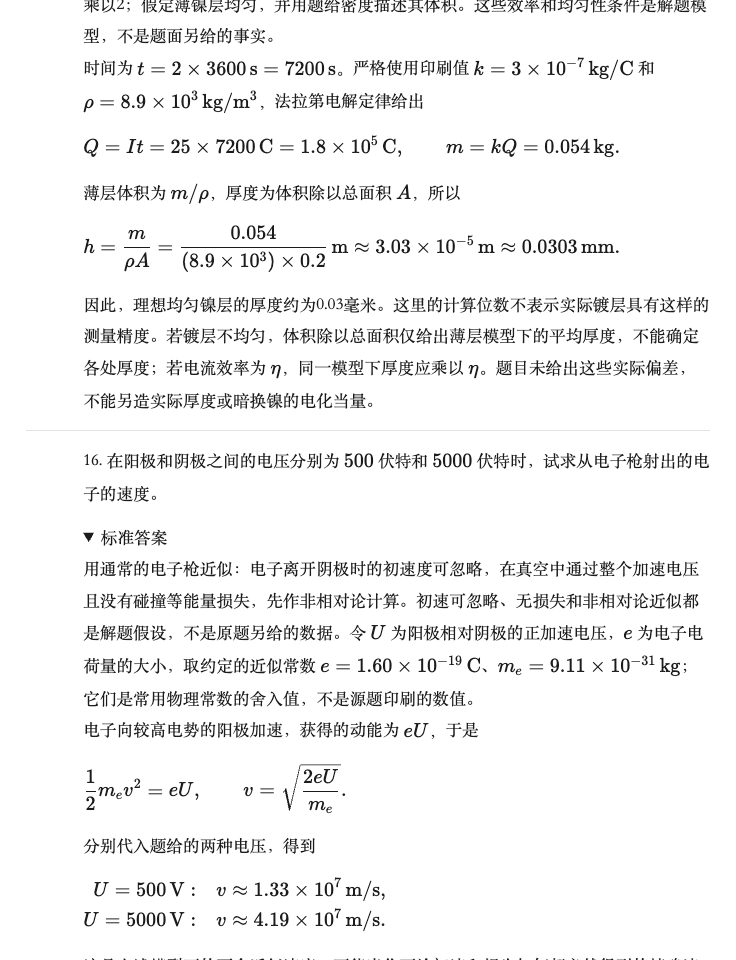 乘以2；假定薄镍层均匀，并用题给密度描述其体积。这些效率和均匀性条件是解题模
型，不是题面另给的事实。
时间为 t = 2 × 3600 s = 7200 s。严格使用印刷值 k = 3 × 10⁻⁷ kg/C 和
ρ = 8.9 × 10³ kg/m³，法拉第电解定律给出
Q = It = 25 × 7200 C = 1.8 × 10⁵ C,  m = kQ = 0.054 kg.
薄层体积为 m/ρ，厚度为体积除以总面积 A，所以
h = m/(ρA) = 0.054/((8.9 × 10³) × 0.2) m ≈ 3.03 × 10⁻⁵ m ≈ 0.0303 mm.
因此，理想均匀镍层的厚度约为0.03毫米。这里的计算位数不表示实际镀层具有这样的
测量精度。若镀层不均匀，体积除以总面积仅给出薄层模型下的平均厚度，不能确定
各处厚度；若电流效率为 η，同一模型下厚度应乘以 η。题目未给出这些实际偏差，
不能另造实际厚度或暗换镍的电化当量。
16. 在阳极和阴极之间的电压分别为 500 伏特和 5000 伏特时，试求从电子枪射出的电
子的速度。
▼ 标准答案
用通常的电子枪近似：电子离开阴极时的初速度可忽略，在真空中通过整个加速电压
且没有碰撞等能量损失，先作非相对论计算。初速可忽略、无损失和非相对论近似都
是解题假设，不是原题另给的数据。令 U 为阳极相对阴极的正加速电压，e 为电子电
荷量的大小，取约定的近似常数 e = 1.60 × 10⁻¹⁹ C、mₑ = 9.11 × 10⁻³¹ kg；
它们是常用物理常数的舍入值，不是源题印刷的数值。
电子向较高电势的阳极加速，获得的动能为 eU，于是
1/2 mₑv² = eU,  v = √(2eU/mₑ).
分别代入题给的两种电压，得到
U = 500 V :  v ≈ 1.33 × 10⁷ m/s,
U = 5000 V :  v ≈ 4.19 × 10⁷ m/s.